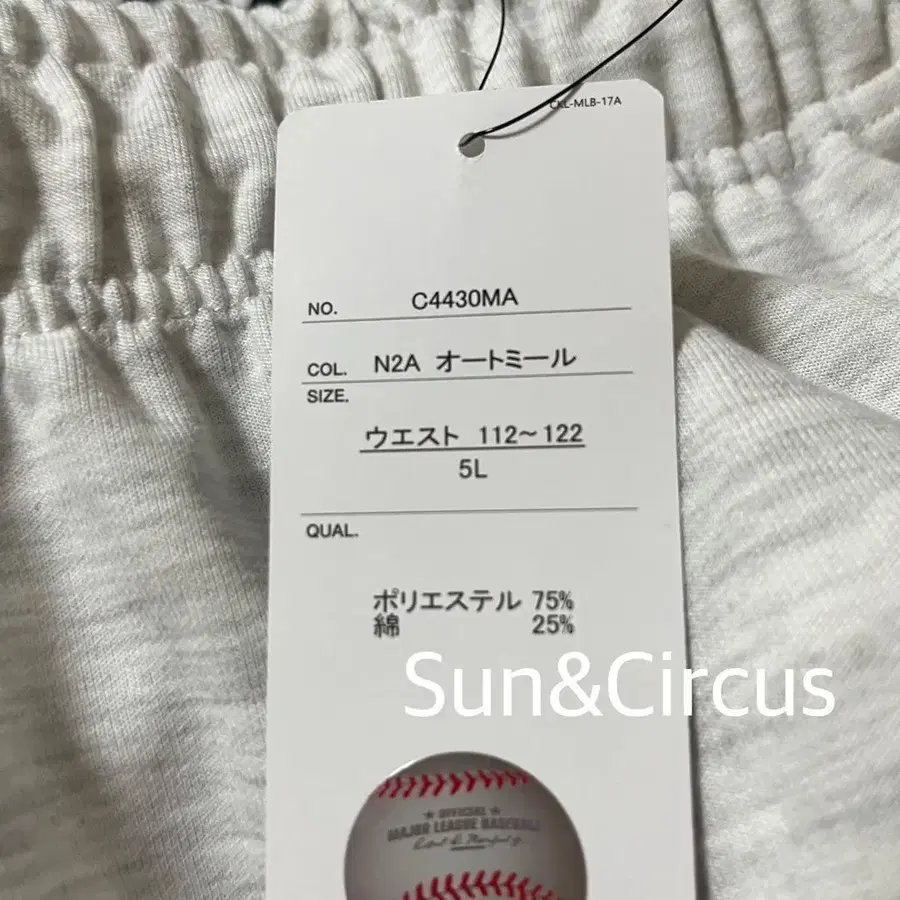 CKL-MLB-17A
NO. C4430MA
COL. N2A オートミール
SIZE.
ウエスト 112～122
5L
QUAL.
ポリエステル 75%
綿 25%
Sun&Circus
★ OFFICIAL ★
MAJOR LEAGUE BASEBALL